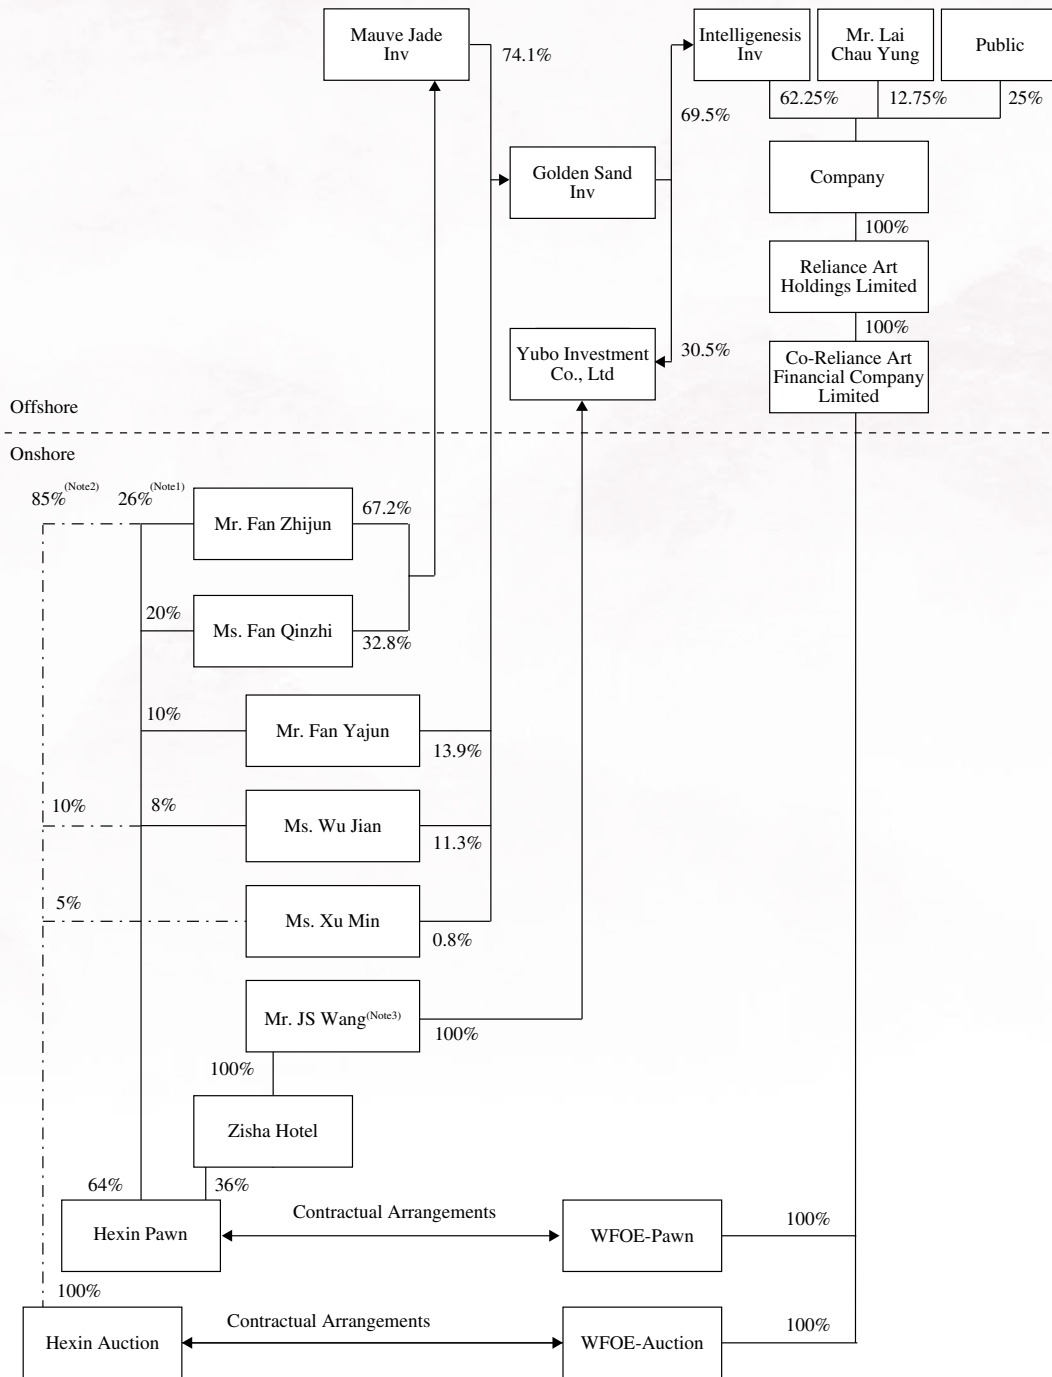 Mauve Jade
Inv
74.1%
Intelligenesis
Inv
Mr. Lai
Chau Yung
Public
62.25%
12.75%
25%
69.5%
Golden Sand
Inv
Company
100%
Reliance Art
Holdings Limited
100%
Yubo Investment
Co., Ltd
30.5%
Co-Reliance Art
Financial Company
Limited
Offshore
Onshore
85%(Note2)
26%(Note1)
Mr. Fan Zhijun
67.2%
20%
Ms. Fan Qinzhi
32.8%
10%
Mr. Fan Yajun
13.9%
10%
8%
Ms. Wu Jian
11.3%
5%
Ms. Xu Min
0.8%
Mr. JS Wang(Note3)
100%
100%
Zisha Hotel
64%
36%
Hexin Pawn
Contractual Arrangements
WFOE-Pawn
100%
100%
Hexin Auction
Contractual Arrangements
WFOE-Auction
100%